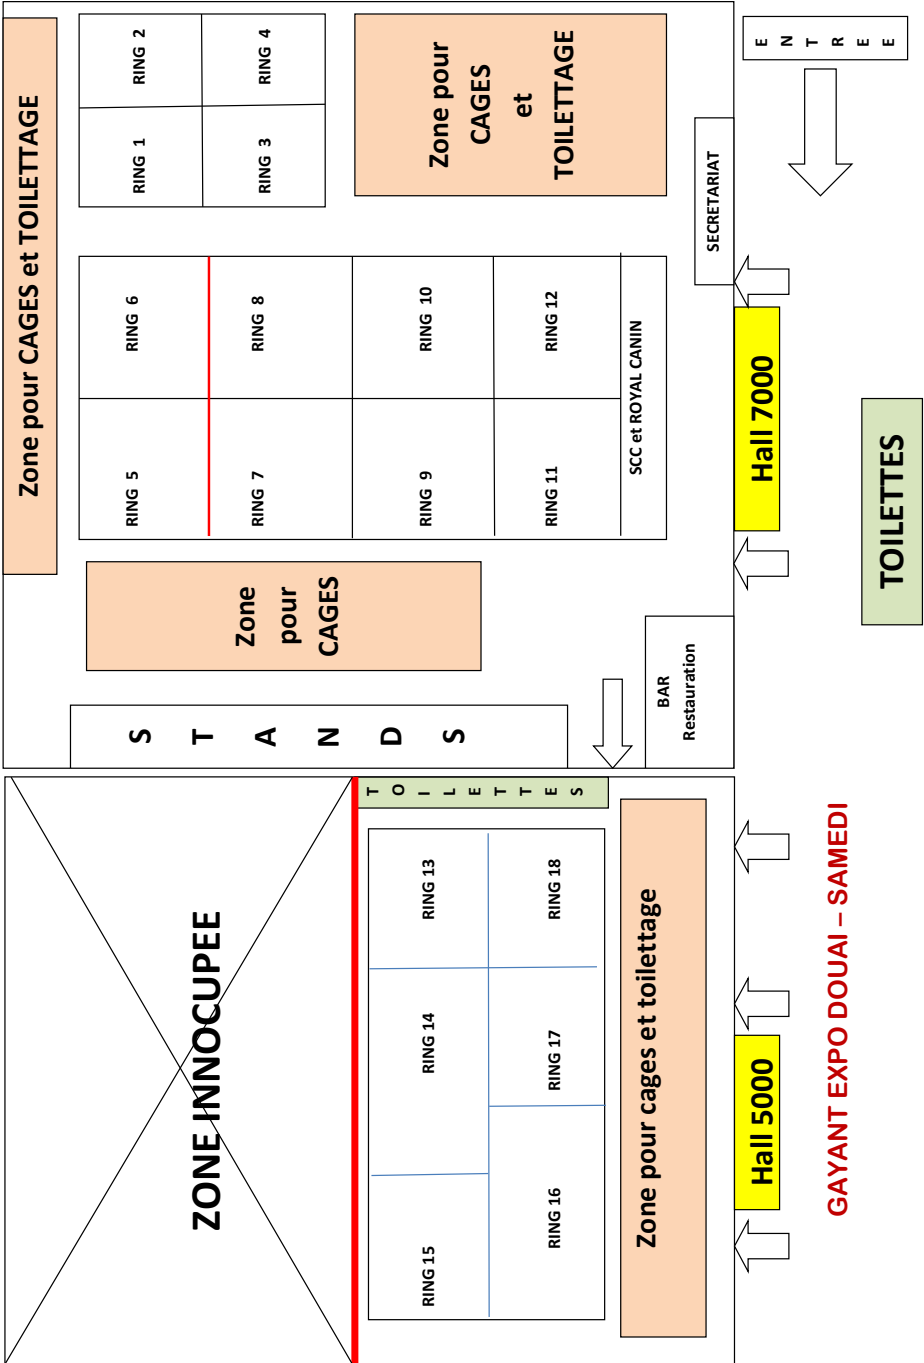 ZONE INNOCUPEE
STANDS
Zone
pour
CAGES
Zone pour CAGES et TOILETTAGE
RING 5
RING 6
RING 1
RING 2
RING 7
RING 8
RING 3
RING 4
RING 9
RING 10
RING 11
RING 12
SCC et ROYAL CANIN
Zone pour
CAGES
et
TOILETTAGE
TOILETTES
RING 15
RING 14
RING 13
RING 16
RING 17
RING 18
Zone pour cages et toilettage
BAR
Restauration
SECRETARIAT
ENTREE
Hall 5000
Hall 7000
GAYANT EXPO DOUAI – SAMEDI
TOILETTES